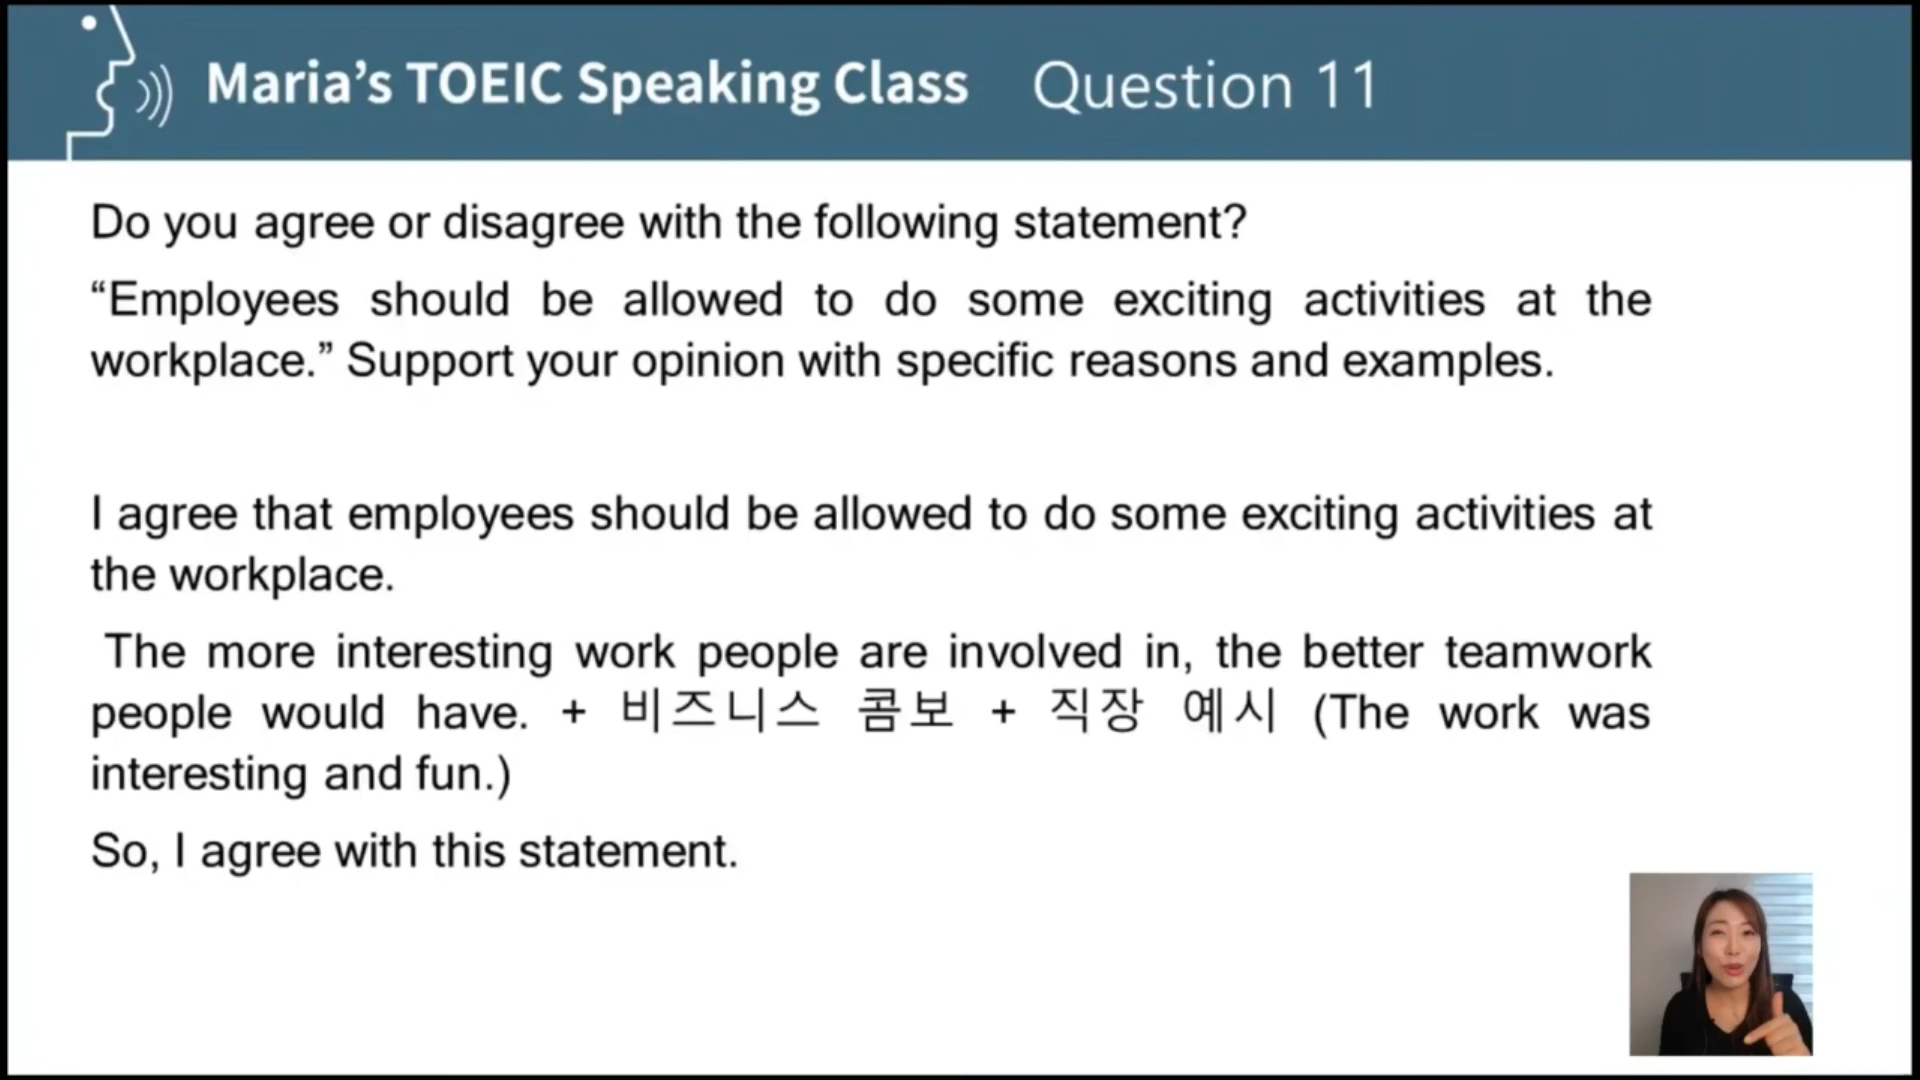 Maria’s TOEIC Speaking Class Question 11
Do you agree or disagree with the following statement?
“Employees should be allowed to do some exciting activities at the
workplace.” Support your opinion with specific reasons and examples.
I agree that employees should be allowed to do some exciting activities at
the workplace.
The more interesting work people are involved in, the better teamwork
people would have. + 비즈니스 콤보 + 직장 예시 (The work was
interesting and fun.)
So, I agree with this statement.